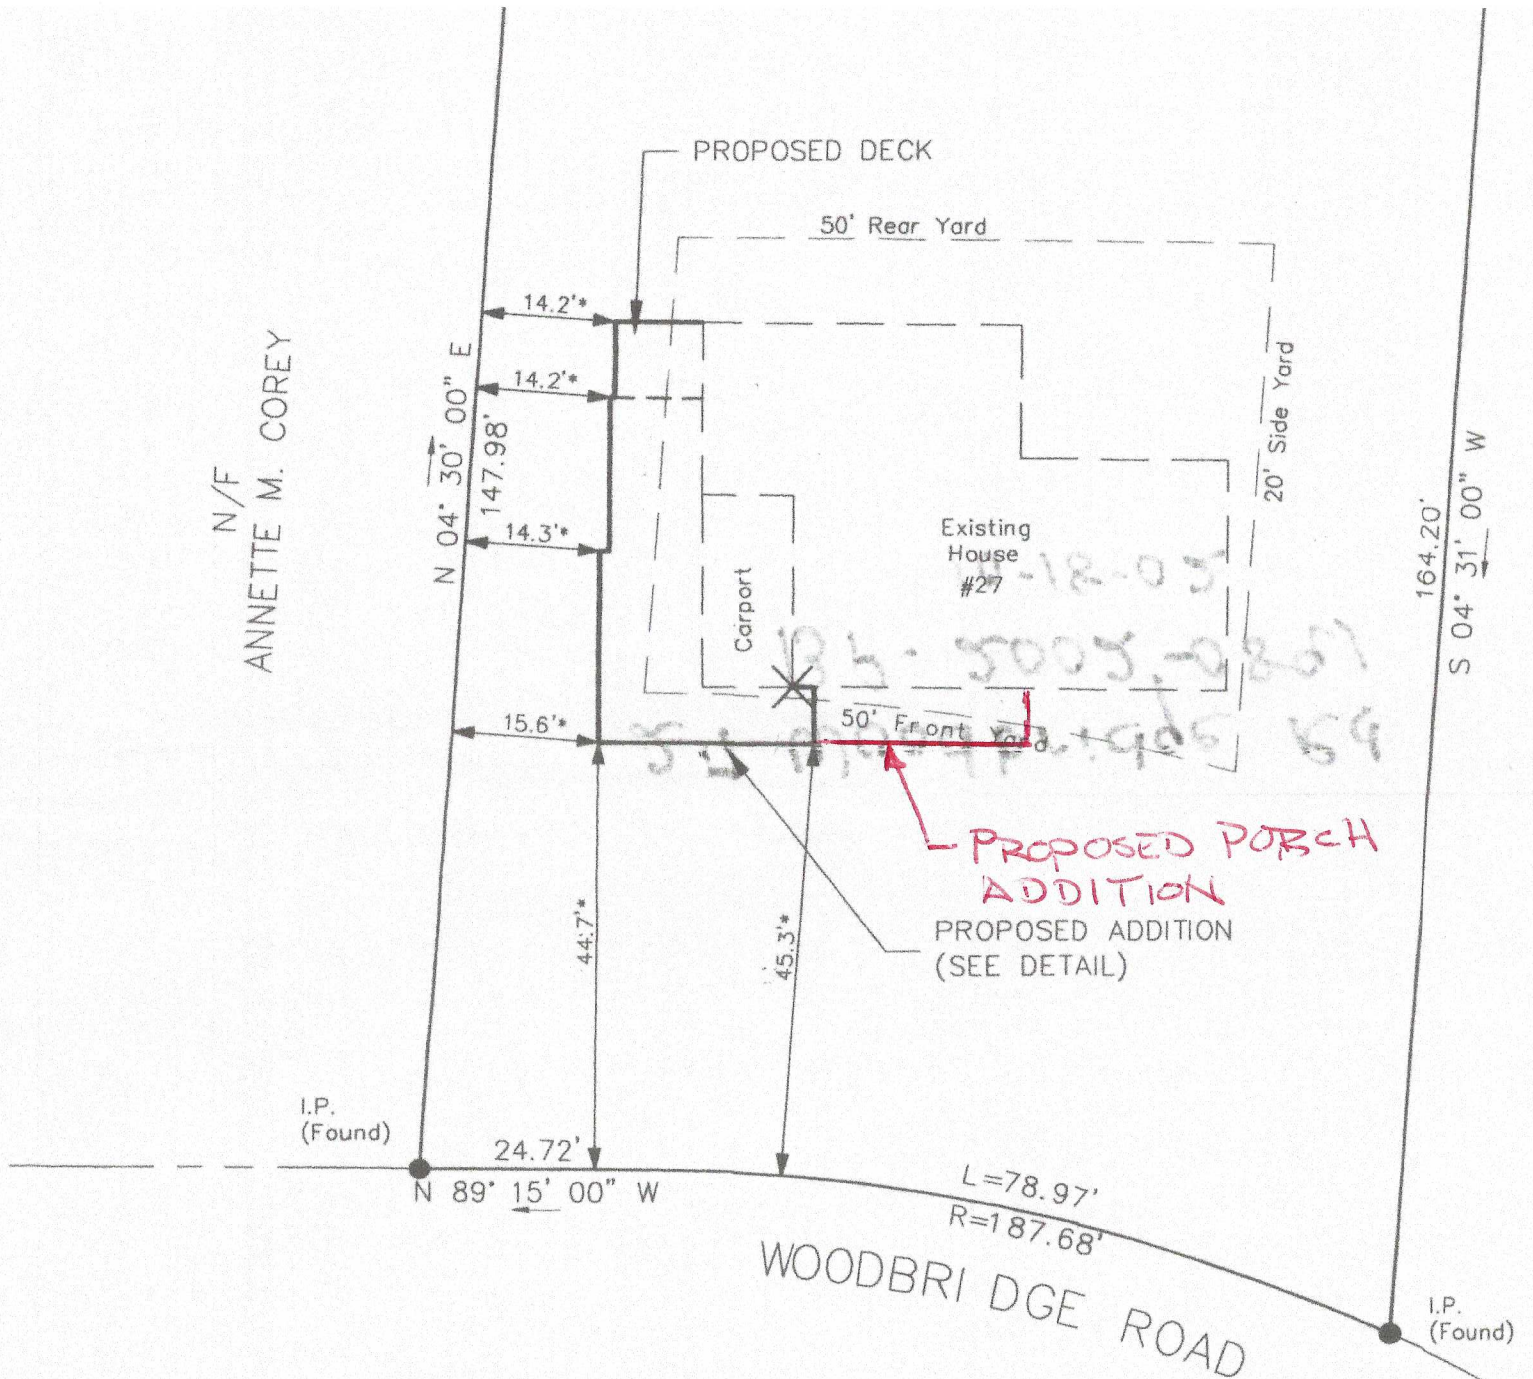 PROPOSED DECK
50' Rear Yard
14.2'*
14.2'*
14.3'*
15.6'*
N 04° 30' 00" E
147.98'
N/F
ANNETTE M. COREY
Carport
Existing
House
#27
20' Side Yard
164.20'
S 04° 31' 00" W
50' Front Yard
PROPOSED PORCH
ADDITION
PROPOSED ADDITION
(SEE DETAIL)
44.7'*
45.3'*
I.P.
(Found)
24.72'
N 89° 15' 00" W
L=78.97'
R=187.68'
WOODBRIDGE ROAD
I.P.
(Found)